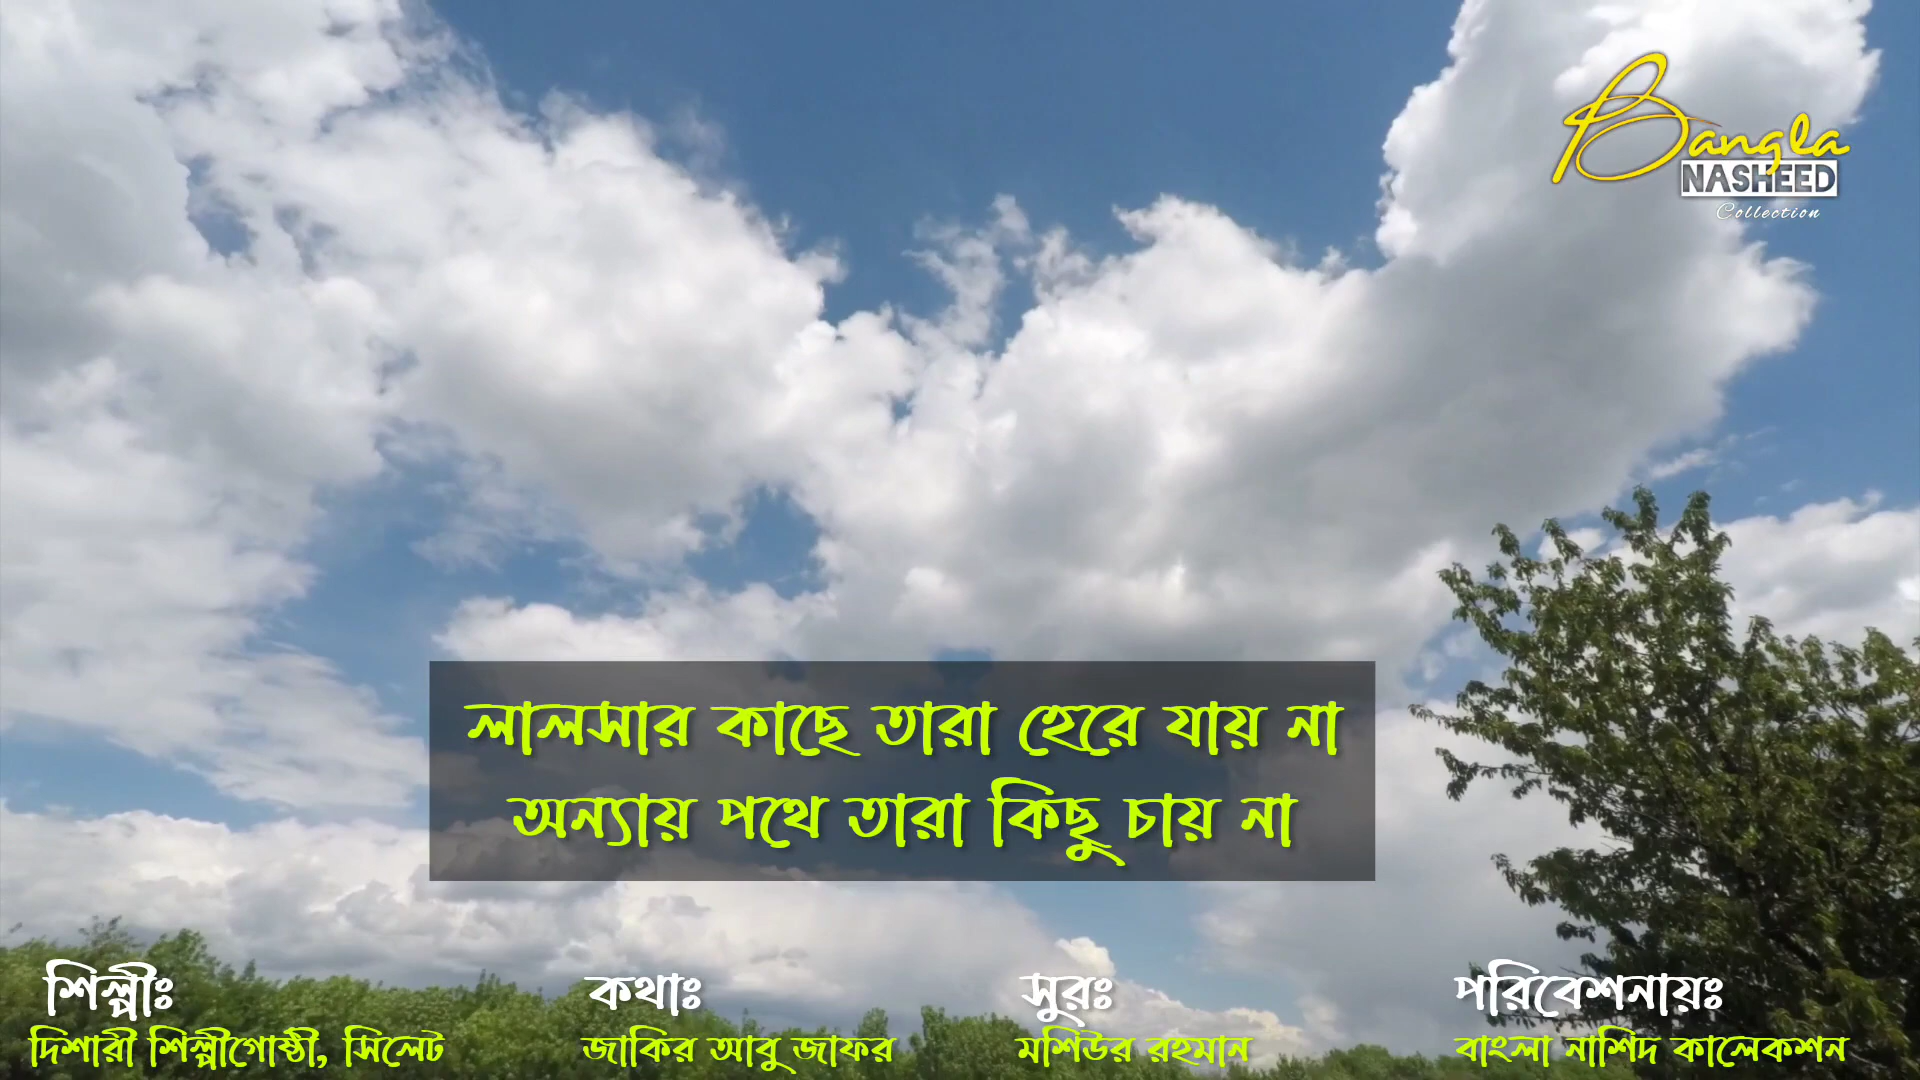 Bangla
NASHEED
Collection
লালসার কাছে তারা হেরে যায় না
অন্যায় পথে তারা কিছু চায় না
শিল্পীঃ
দিশারী শিল্পীগোষ্ঠী, সিলেট
কথাঃ
জাকির আবু জাফর
সুরঃ
মশিউর রহমান
পরিবেশনায়ঃ
বাংলা নাশিদ কালেকশন